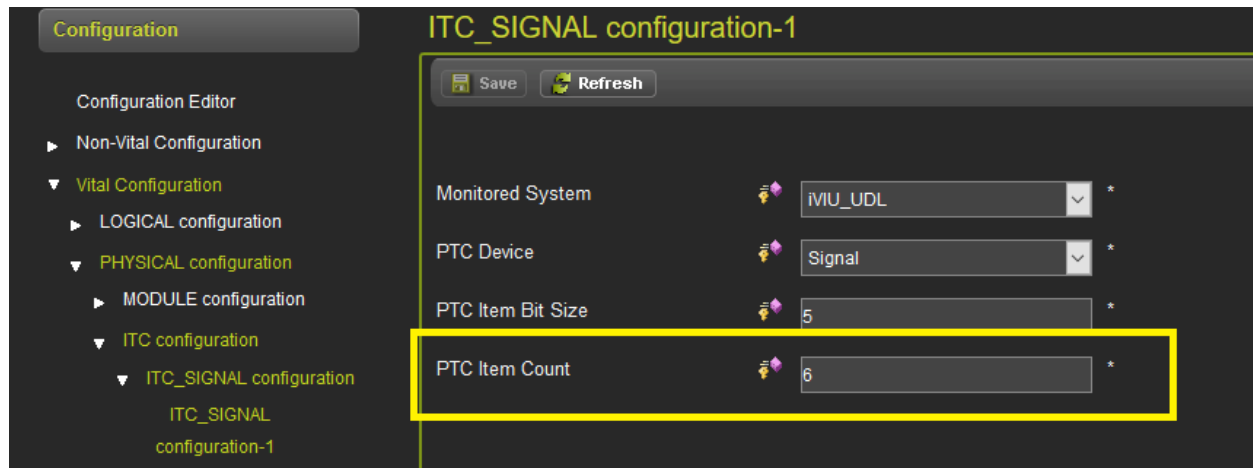 Configuration
ITC_SIGNAL configuration-1
Save Refresh
Configuration Editor
Non-Vital Configuration
Vital Configuration
LOGICAL configuration
PHYSICAL configuration
MODULE configuration
ITC configuration
ITC_SIGNAL configuration
ITC_SIGNAL
configuration-1
Monitored System iVIU_UDL *
PTC Device Signal *
PTC Item Bit Size 5 *
PTC Item Count 6 *